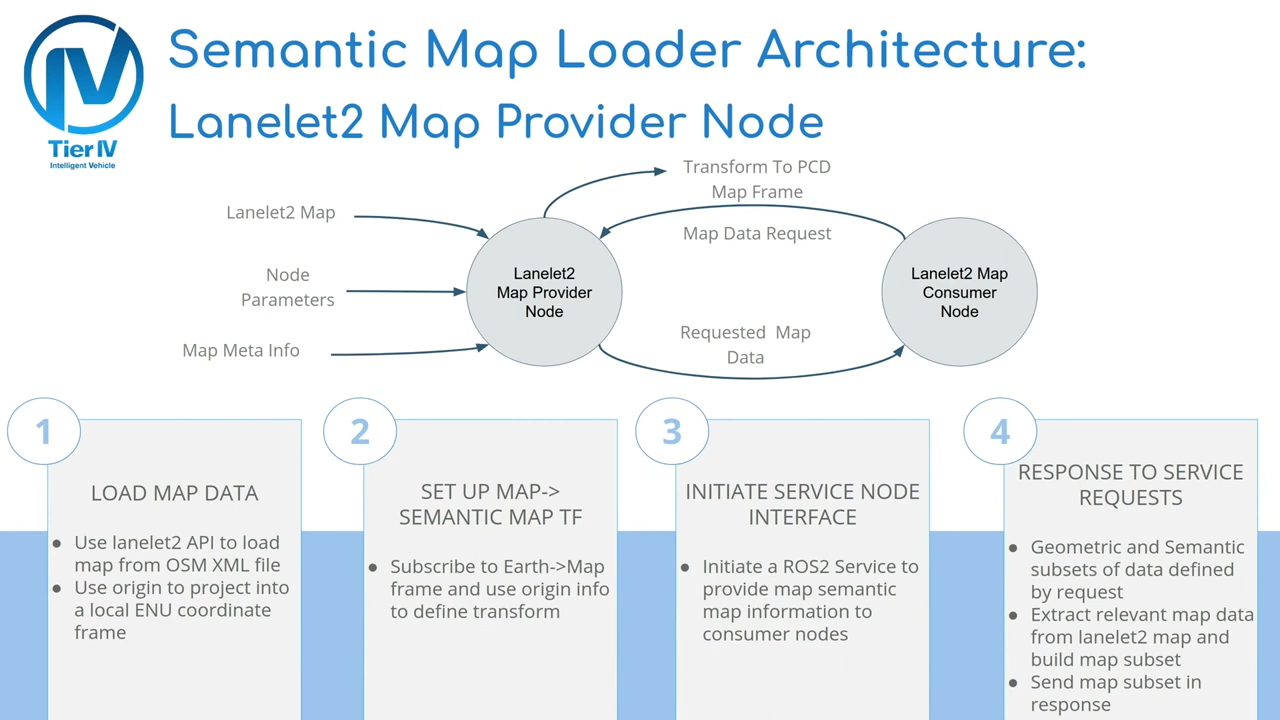 Semantic Map Loader Architecture:
Lanelet2 Map Provider Node
TierIV
Intelligent Vehicle
Transform To PCD
Map Frame
Lanelet2 Map
Map Data Request
Node
Parameters
Lanelet2
Map Provider
Node
Lanelet2 Map
Consumer
Node
Map Meta Info
Requested Map
Data
1
LOAD MAP DATA
● Use lanelet2 API to load
map from OSM XML file
● Use origin to project into
a local ENU coordinate
frame
2
SET UP MAP->
SEMANTIC MAP TF
● Subscribe to Earth->Map
frame and use origin info
to define transform
3
INITIATE SERVICE NODE
INTERFACE
● Initiate a ROS2 Service to
provide map semantic
map information to
consumer nodes
4
RESPONSE TO SERVICE
REQUESTS
● Geometric and Semantic
subsets of data defined
by request
● Extract relevant map data
from lanelet2 map and
build map subset
● Send map subset in
response